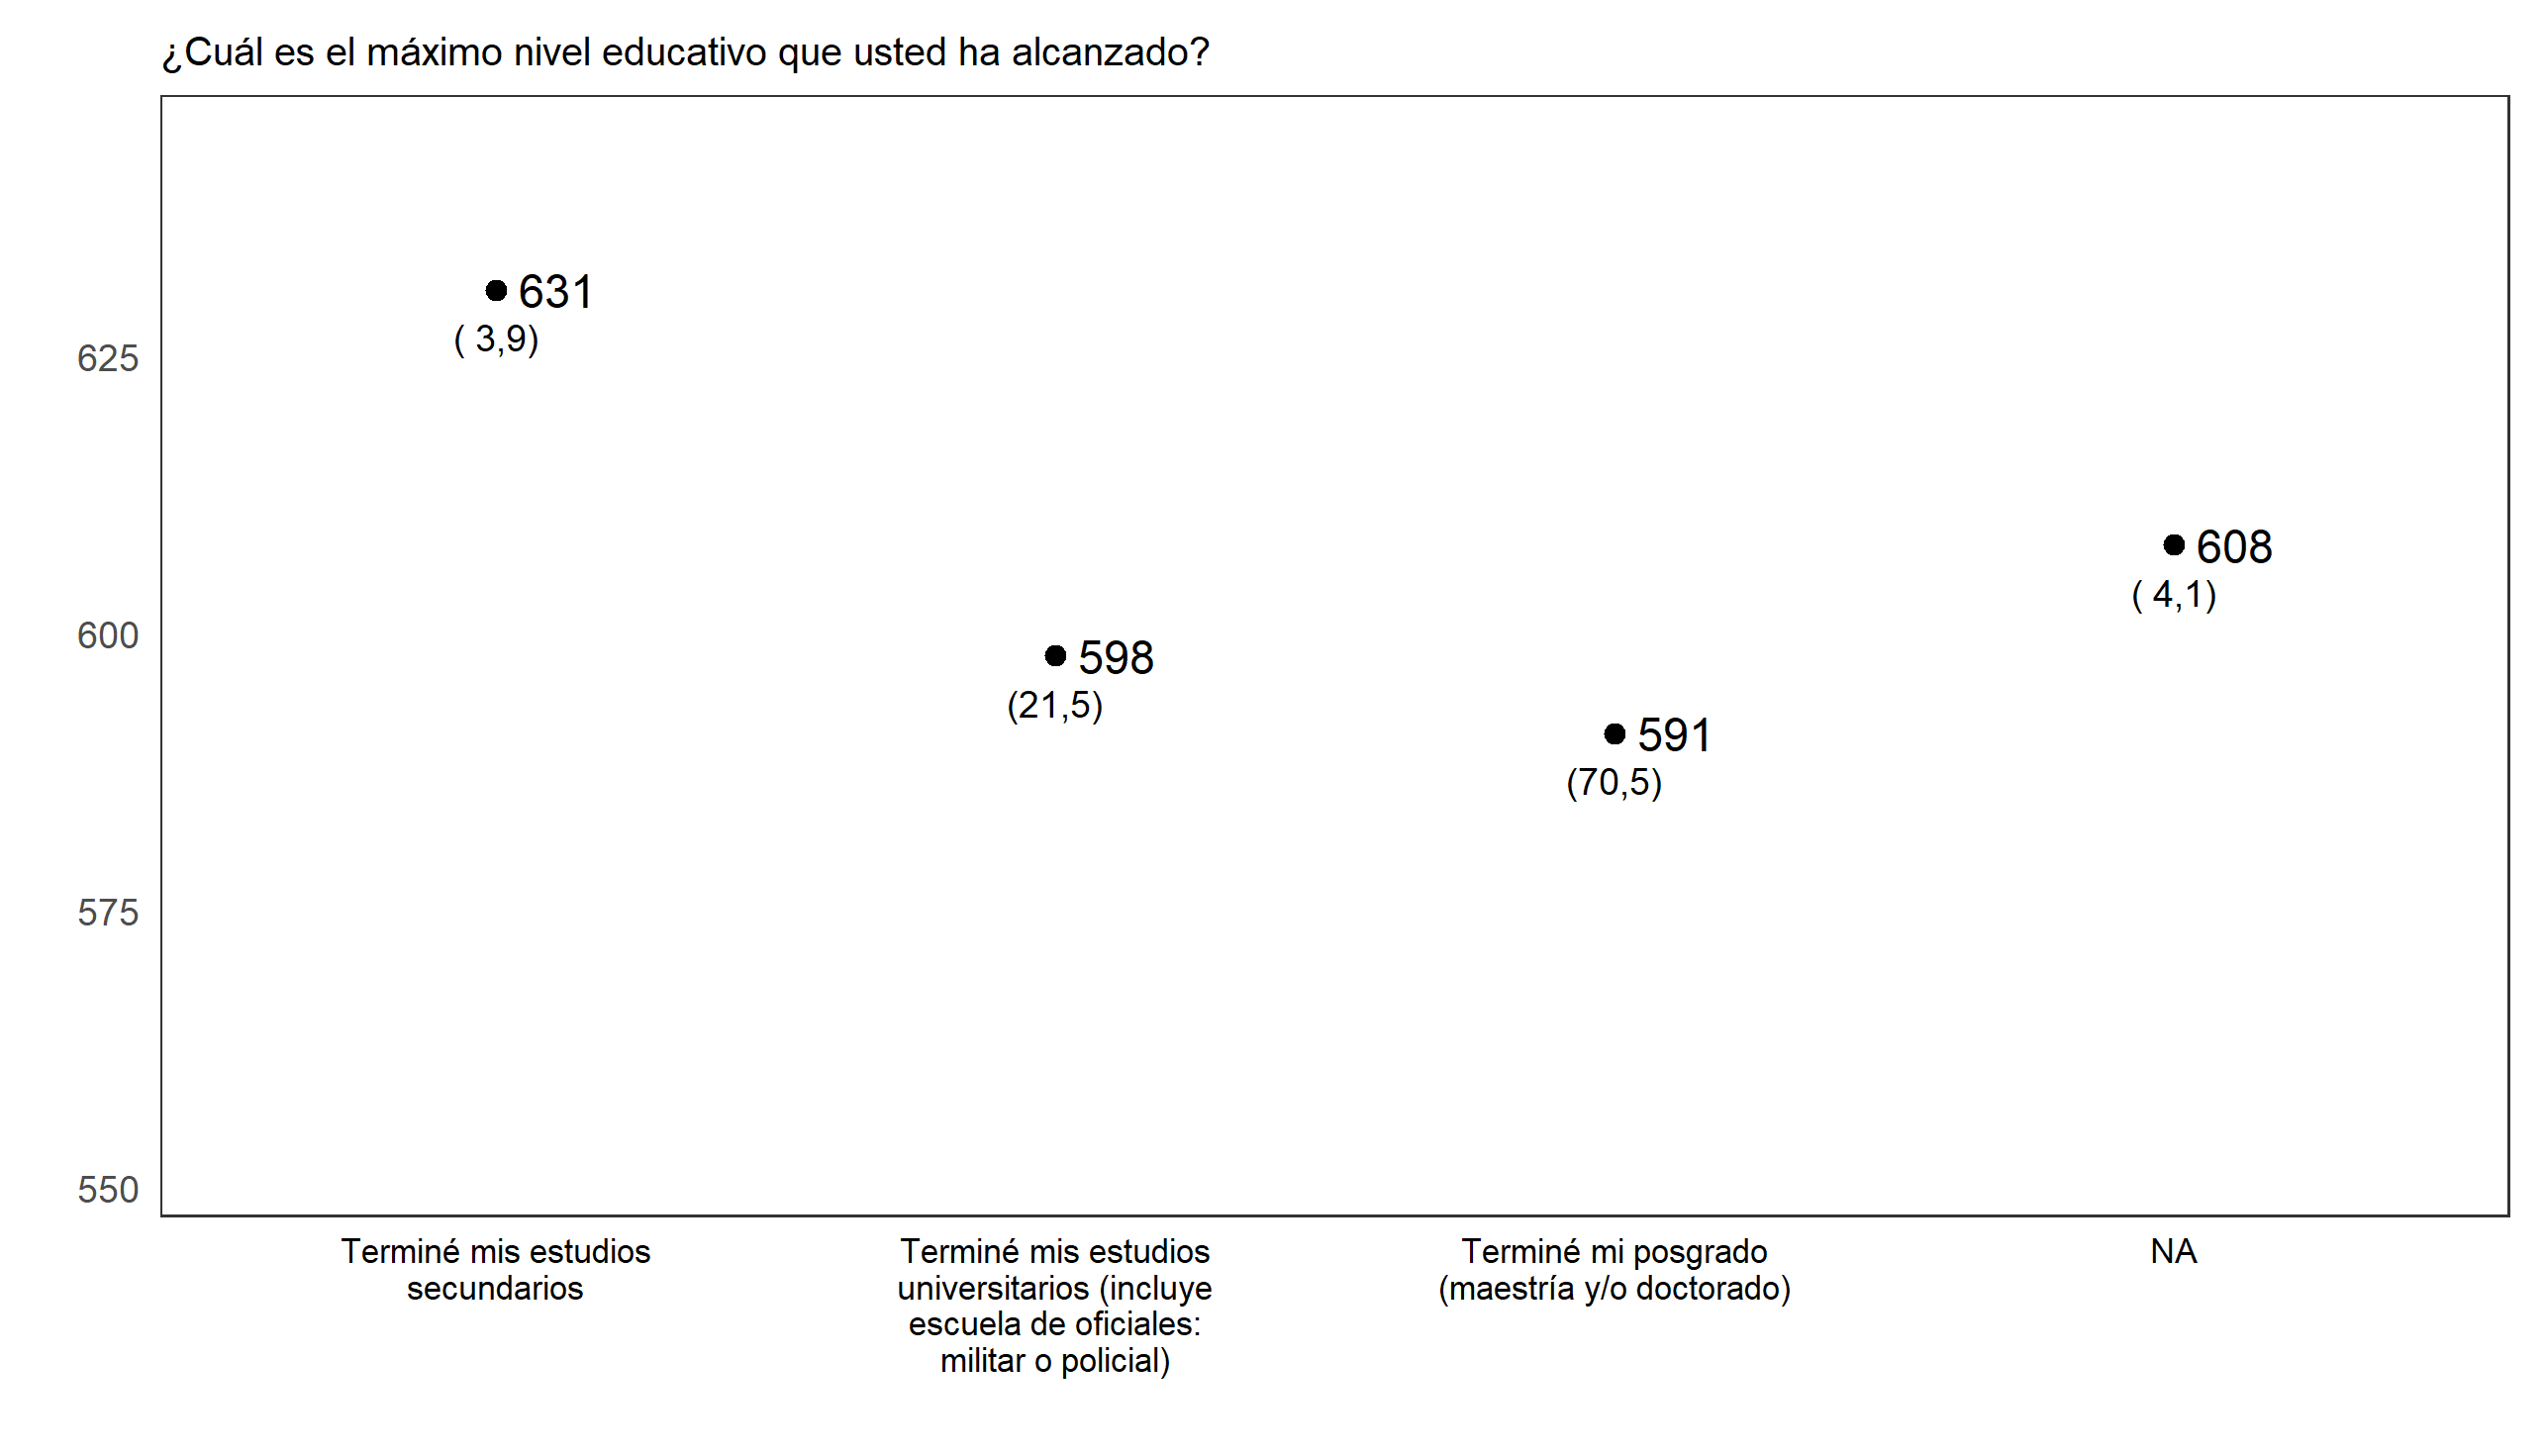 ¿Cuál es el máximo nivel educativo que usted ha alcanzado?
631
( 3,9)
625
608
( 4,1)
600
598
(21,5)
591
(70,5)
575
550
Terminé mis estudios
secundarios
Terminé mis estudios
universitarios (incluye
escuela de oficiales:
militar o policial)
Terminé mi posgrado
(maestría y/o doctorado)
NA